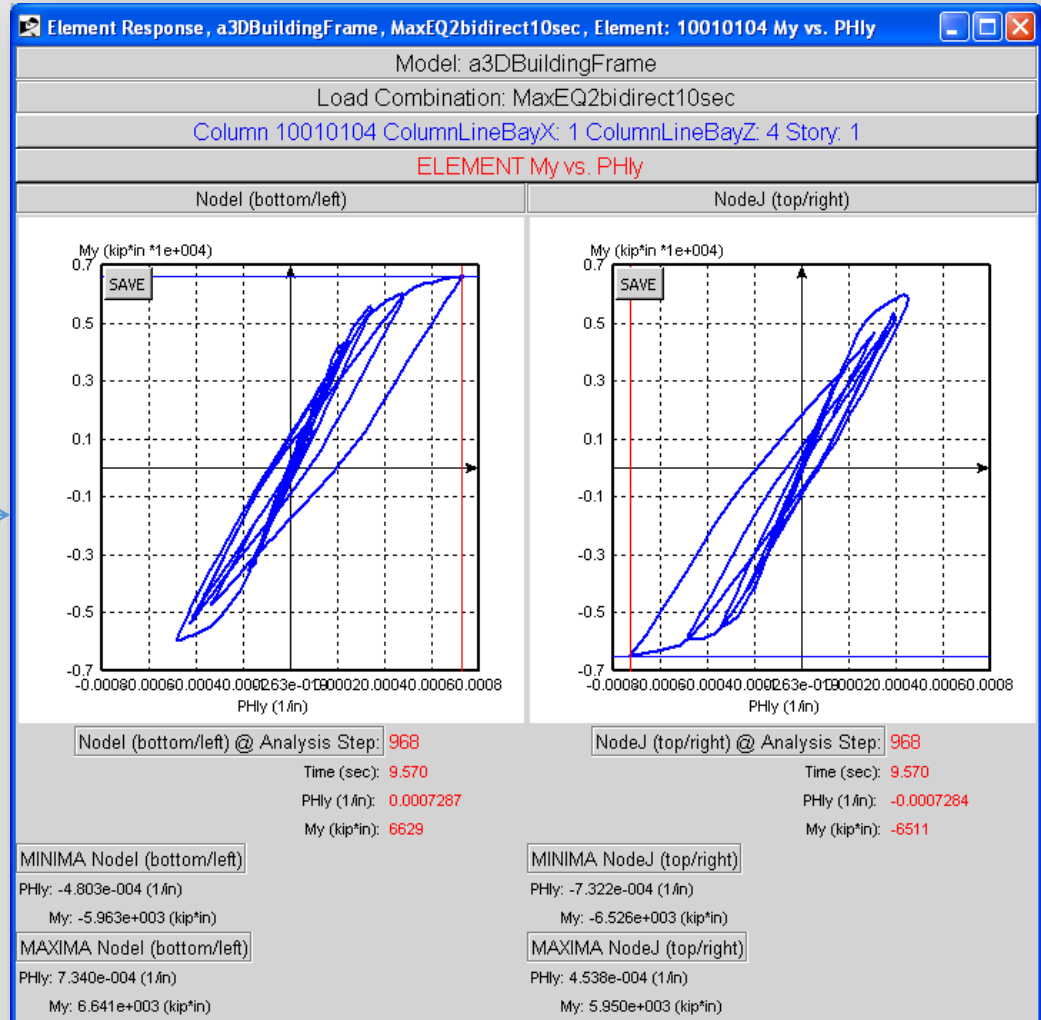 Element Response, a3DBuildingFrame, MaxEQ2bidirect10sec, Element: 10010104 My vs. PHIy
Model: a3DBuildingFrame
Load Combination: MaxEQ2bidirect10sec
Column 10010104 ColumnLineBayX: 1 ColumnLineBayZ: 4 Story: 1
ELEMENT My vs. PHIy
NodeI (bottom/left)
My (kip*in *1e+004)
SAVE
0.7
0.5
0.3
0.1
-0.1
-0.3
-0.5
-0.7
0.0008
PHIy (1/in)
NodeI (bottom/left) @ Analysis Step: 968
Time (sec): 9.570
PHIy (1/in): 0.0007287
My (kip*in): 6629
MINIMA NodeI (bottom/left)
PHIy: -4.803e-004 (1/in)
My: -5.963e+003 (kip*in)
MAXIMA NodeI (bottom/left)
PHIy: 7.340e-004 (1/in)
My: 6.641e+003 (kip*in)
NodeJ (top/right)
My (kip*in *1e+004)
SAVE
0.7
0.5
0.3
0.1
-0.1
-0.3
-0.5
-0.7
0.0008
PHIy (1/in)
NodeJ (top/right) @ Analysis Step: 968
Time (sec): 9.570
PHIy (1/in): -0.0007284
My (kip*in): -6511
MINIMA NodeJ (top/right)
PHIy: -7.322e-004 (1/in)
My: -6.526e+003 (kip*in)
MAXIMA NodeJ (top/right)
PHIy: 4.538e-004 (1/in)
My: 5.950e+003 (kip*in)